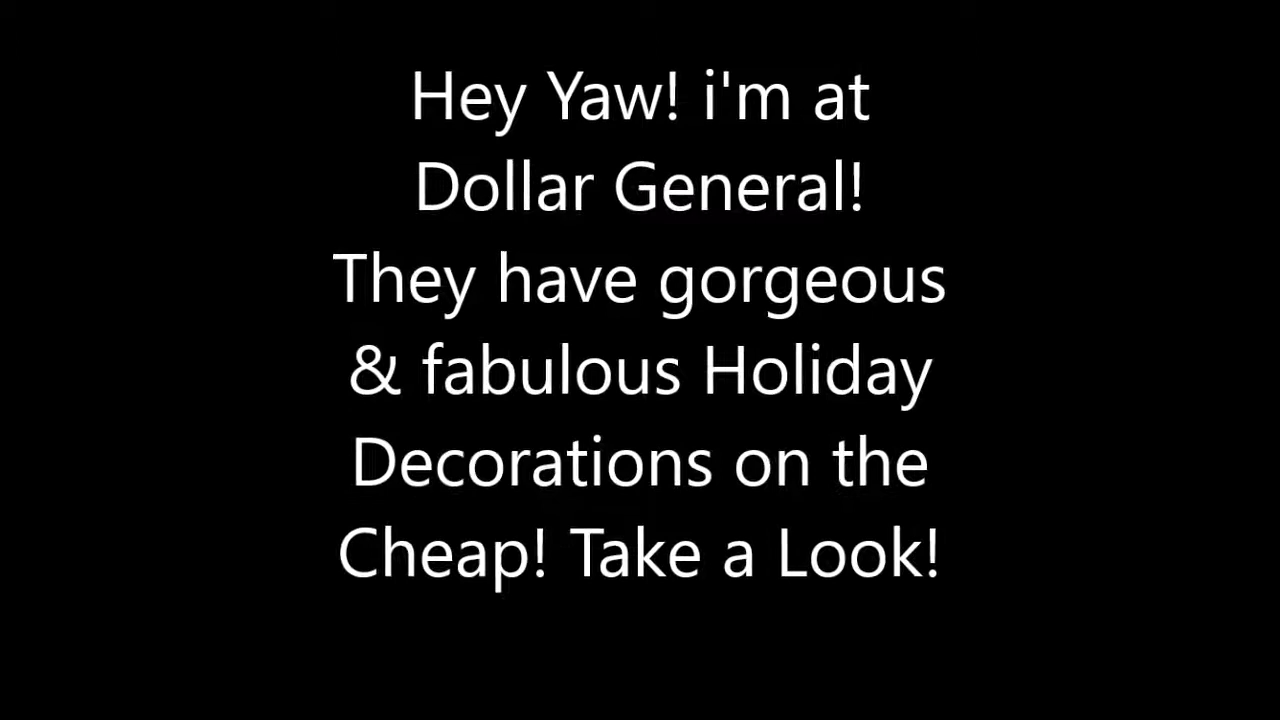 Hey Yaw! i'm at
Dollar General!
They have gorgeous
& fabulous Holiday
Decorations on the
Cheap! Take a Look!